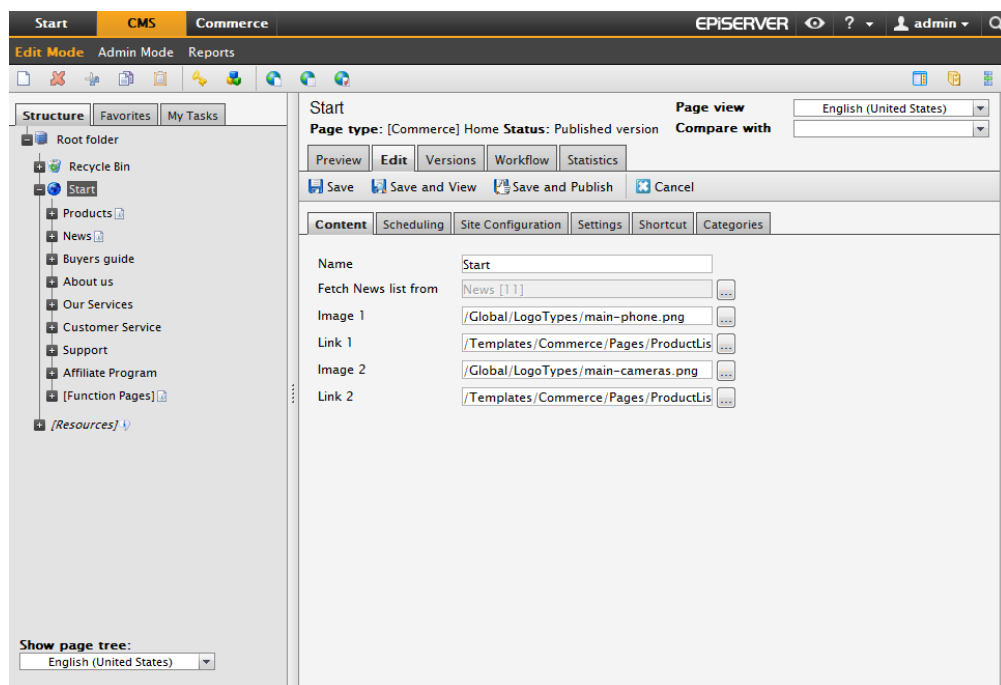 Start CMS Commerce EPiSERVER ? admin
Edit Mode Admin Mode Reports
Structure Favorites My Tasks
Root folder
Recycle Bin
Start
Products
News
Buyers guide
About us
Our Services
Customer Service
Support
Affiliate Program
[Function Pages]
[Resources]
Show page tree:
English (United States)
Start
Page view English (United States)
Page type: [Commerce] Home Status: Published version Compare with
Preview Edit Versions Workflow Statistics
Save Save and View Save and Publish Cancel
Content Scheduling Site Configuration Settings Shortcut Categories
Name Start
Fetch News list from News [11] ...
Image 1 /Global/LogoTypes/main-phone.png ...
Link 1 /Templates/Commerce/Pages/ProductLis ...
Image 2 /Global/LogoTypes/main-cameras.png ...
Link 2 /Templates/Commerce/Pages/ProductLis ...